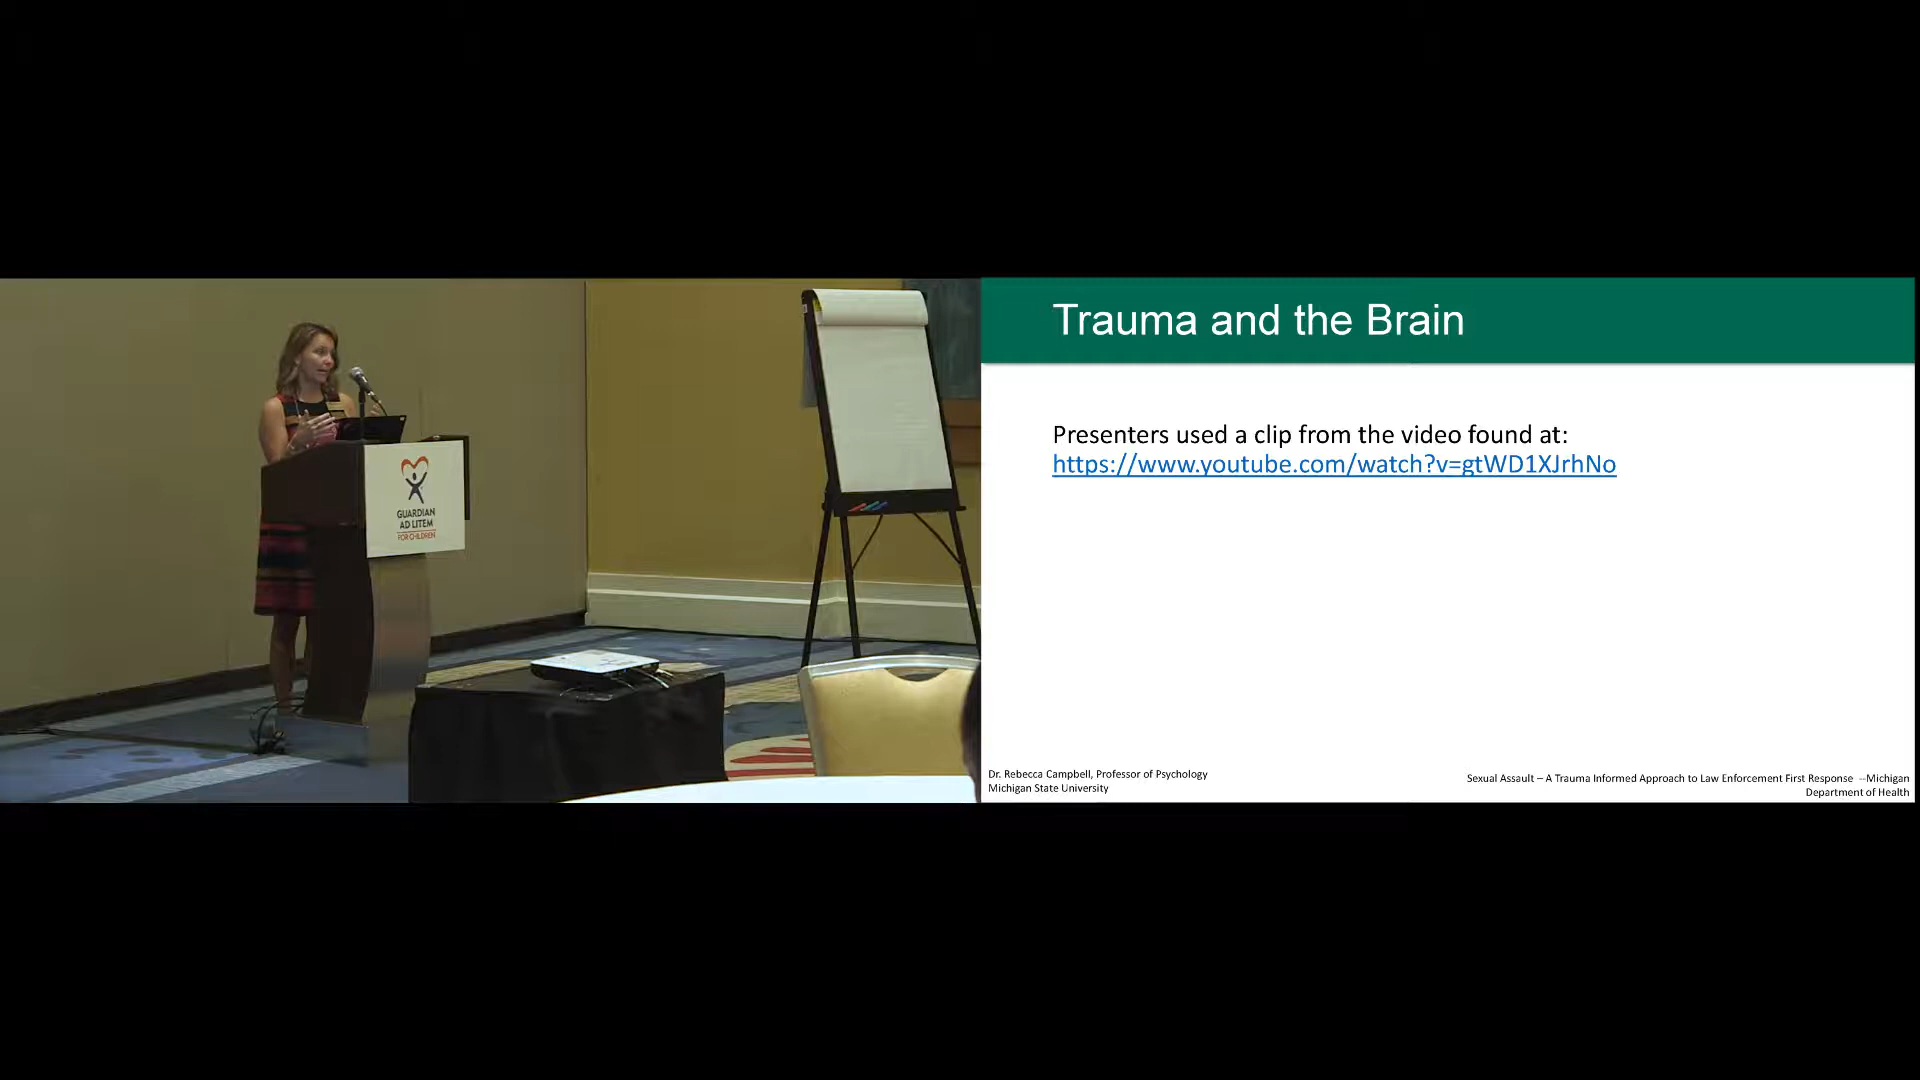 GUARDIAN
AD LITEM
FOR CHILDREN
Trauma and the Brain
Presenters used a clip from the video found at:
https://www.youtube.com/watch?v=gtWD1XJrhNo
Dr. Rebecca Campbell, Professor of Psychology
Michigan State University
Sexual Assault – A Trauma Informed Approach to Law Enforcement First Response --Michigan
Department of Health